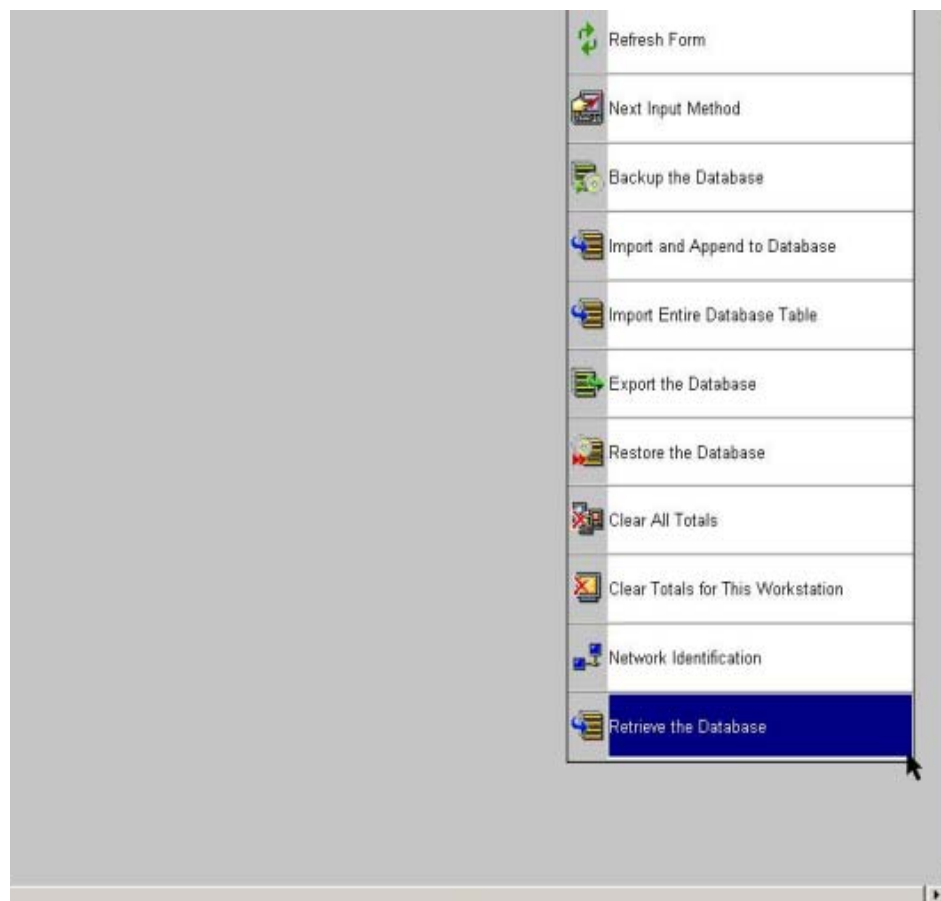 Refresh Form
Next Input Method
Backup the Database
Import and Append to Database
Import Entire Database Table
Export the Database
Restore the Database
Clear All Totals
Clear Totals for This Workstation
Network Identification
Retrieve the Database